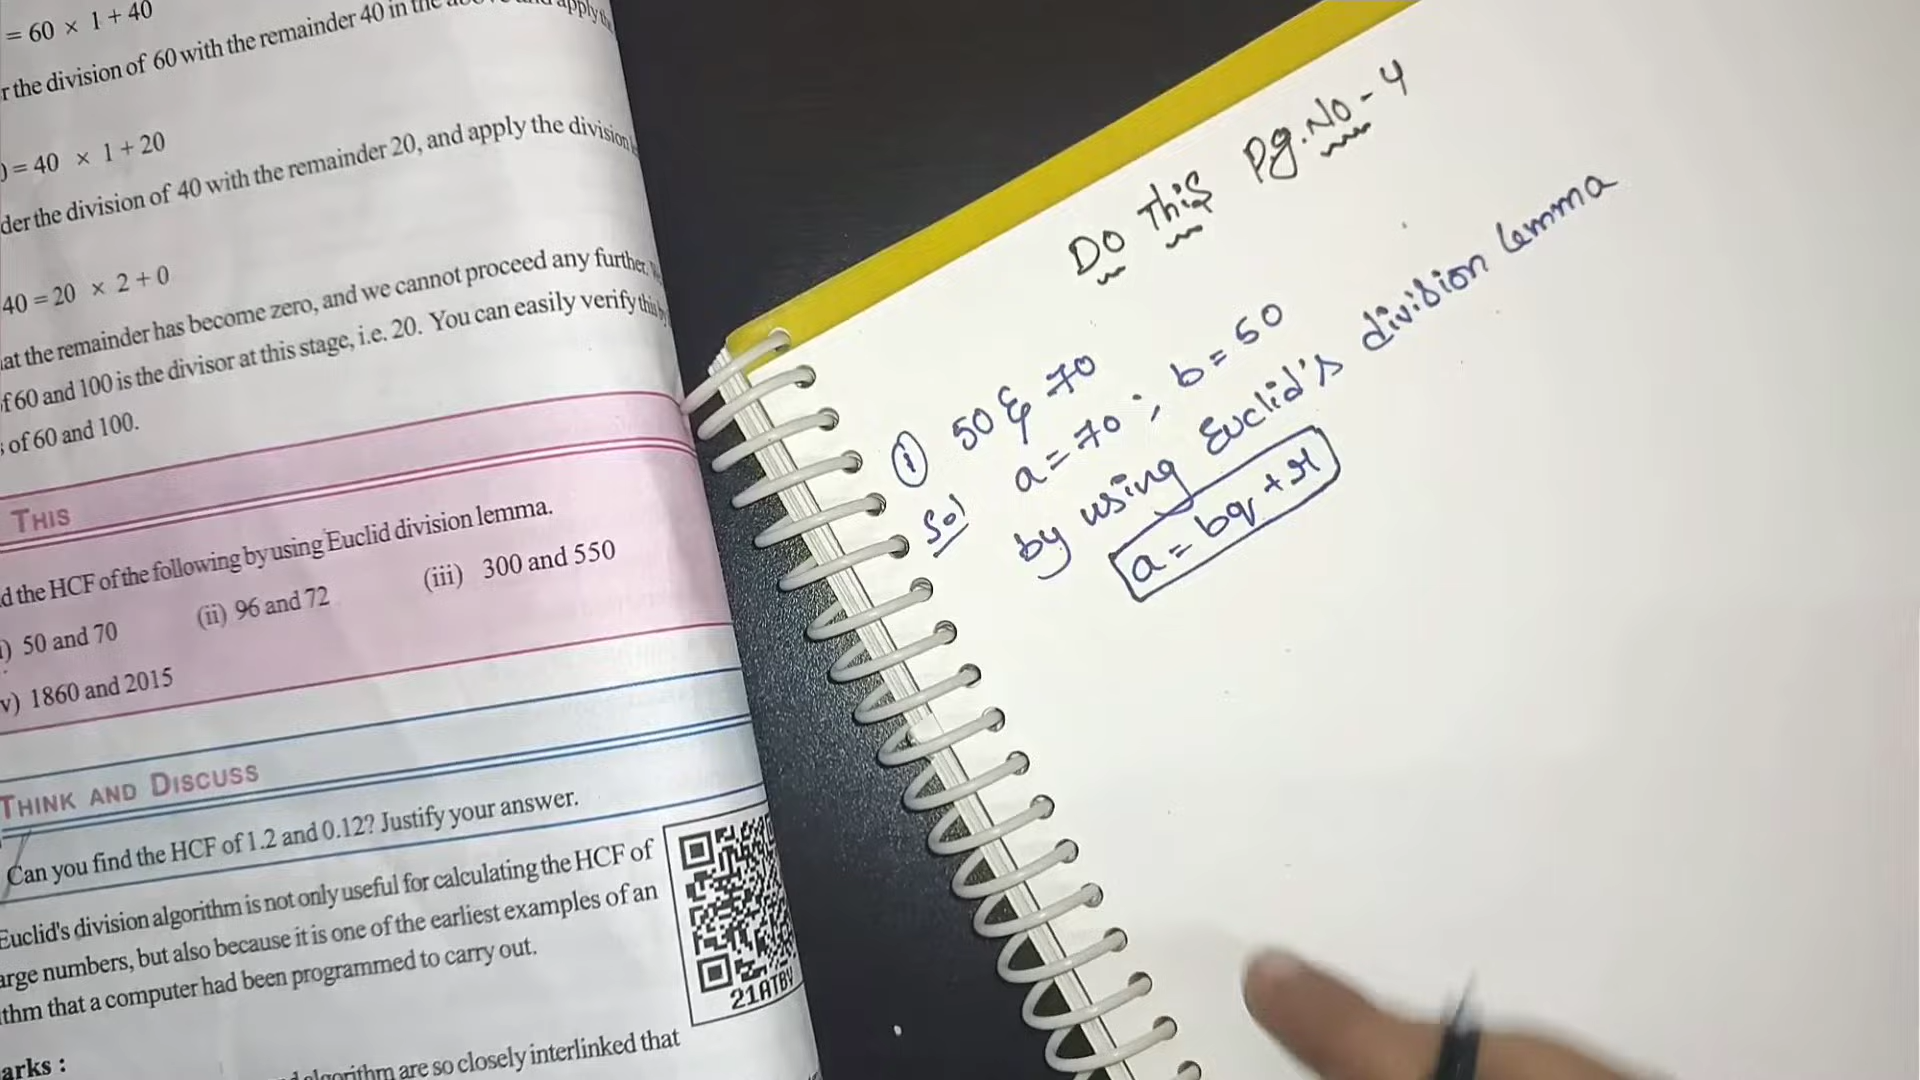 = 60 × 1 + 40
r the division of 60 with the remainder 40 in the and apply
= 40 × 1 + 20
der the division of 40 with the remainder 20, and apply the division
40 = 20 × 2 + 0
at the remainder has become zero, and we cannot proceed any further.
f 60 and 100 is the divisor at this stage, i.e. 20. You can easily verify this
of 60 and 100.
THIS
d the HCF of the following by using Euclid division lemma.
) 50 and 70 (ii) 96 and 72 (iii) 300 and 550
v) 1860 and 2015
THINK AND DISCUSS
Can you find the HCF of 1.2 and 0.12? Justify your answer.
Euclid's division algorithm is not only useful for calculating the HCF of
arge numbers, but also because it is one of the earliest examples of an
thm that a computer had been programmed to carry out.
21ATBV
arks :
algorithm are so closely interlinked that
Do This Pg.No-4
(i) 50 & 70
Sol a = 70 ; b = 50
by using Euclid's division lemma
a = bq + r